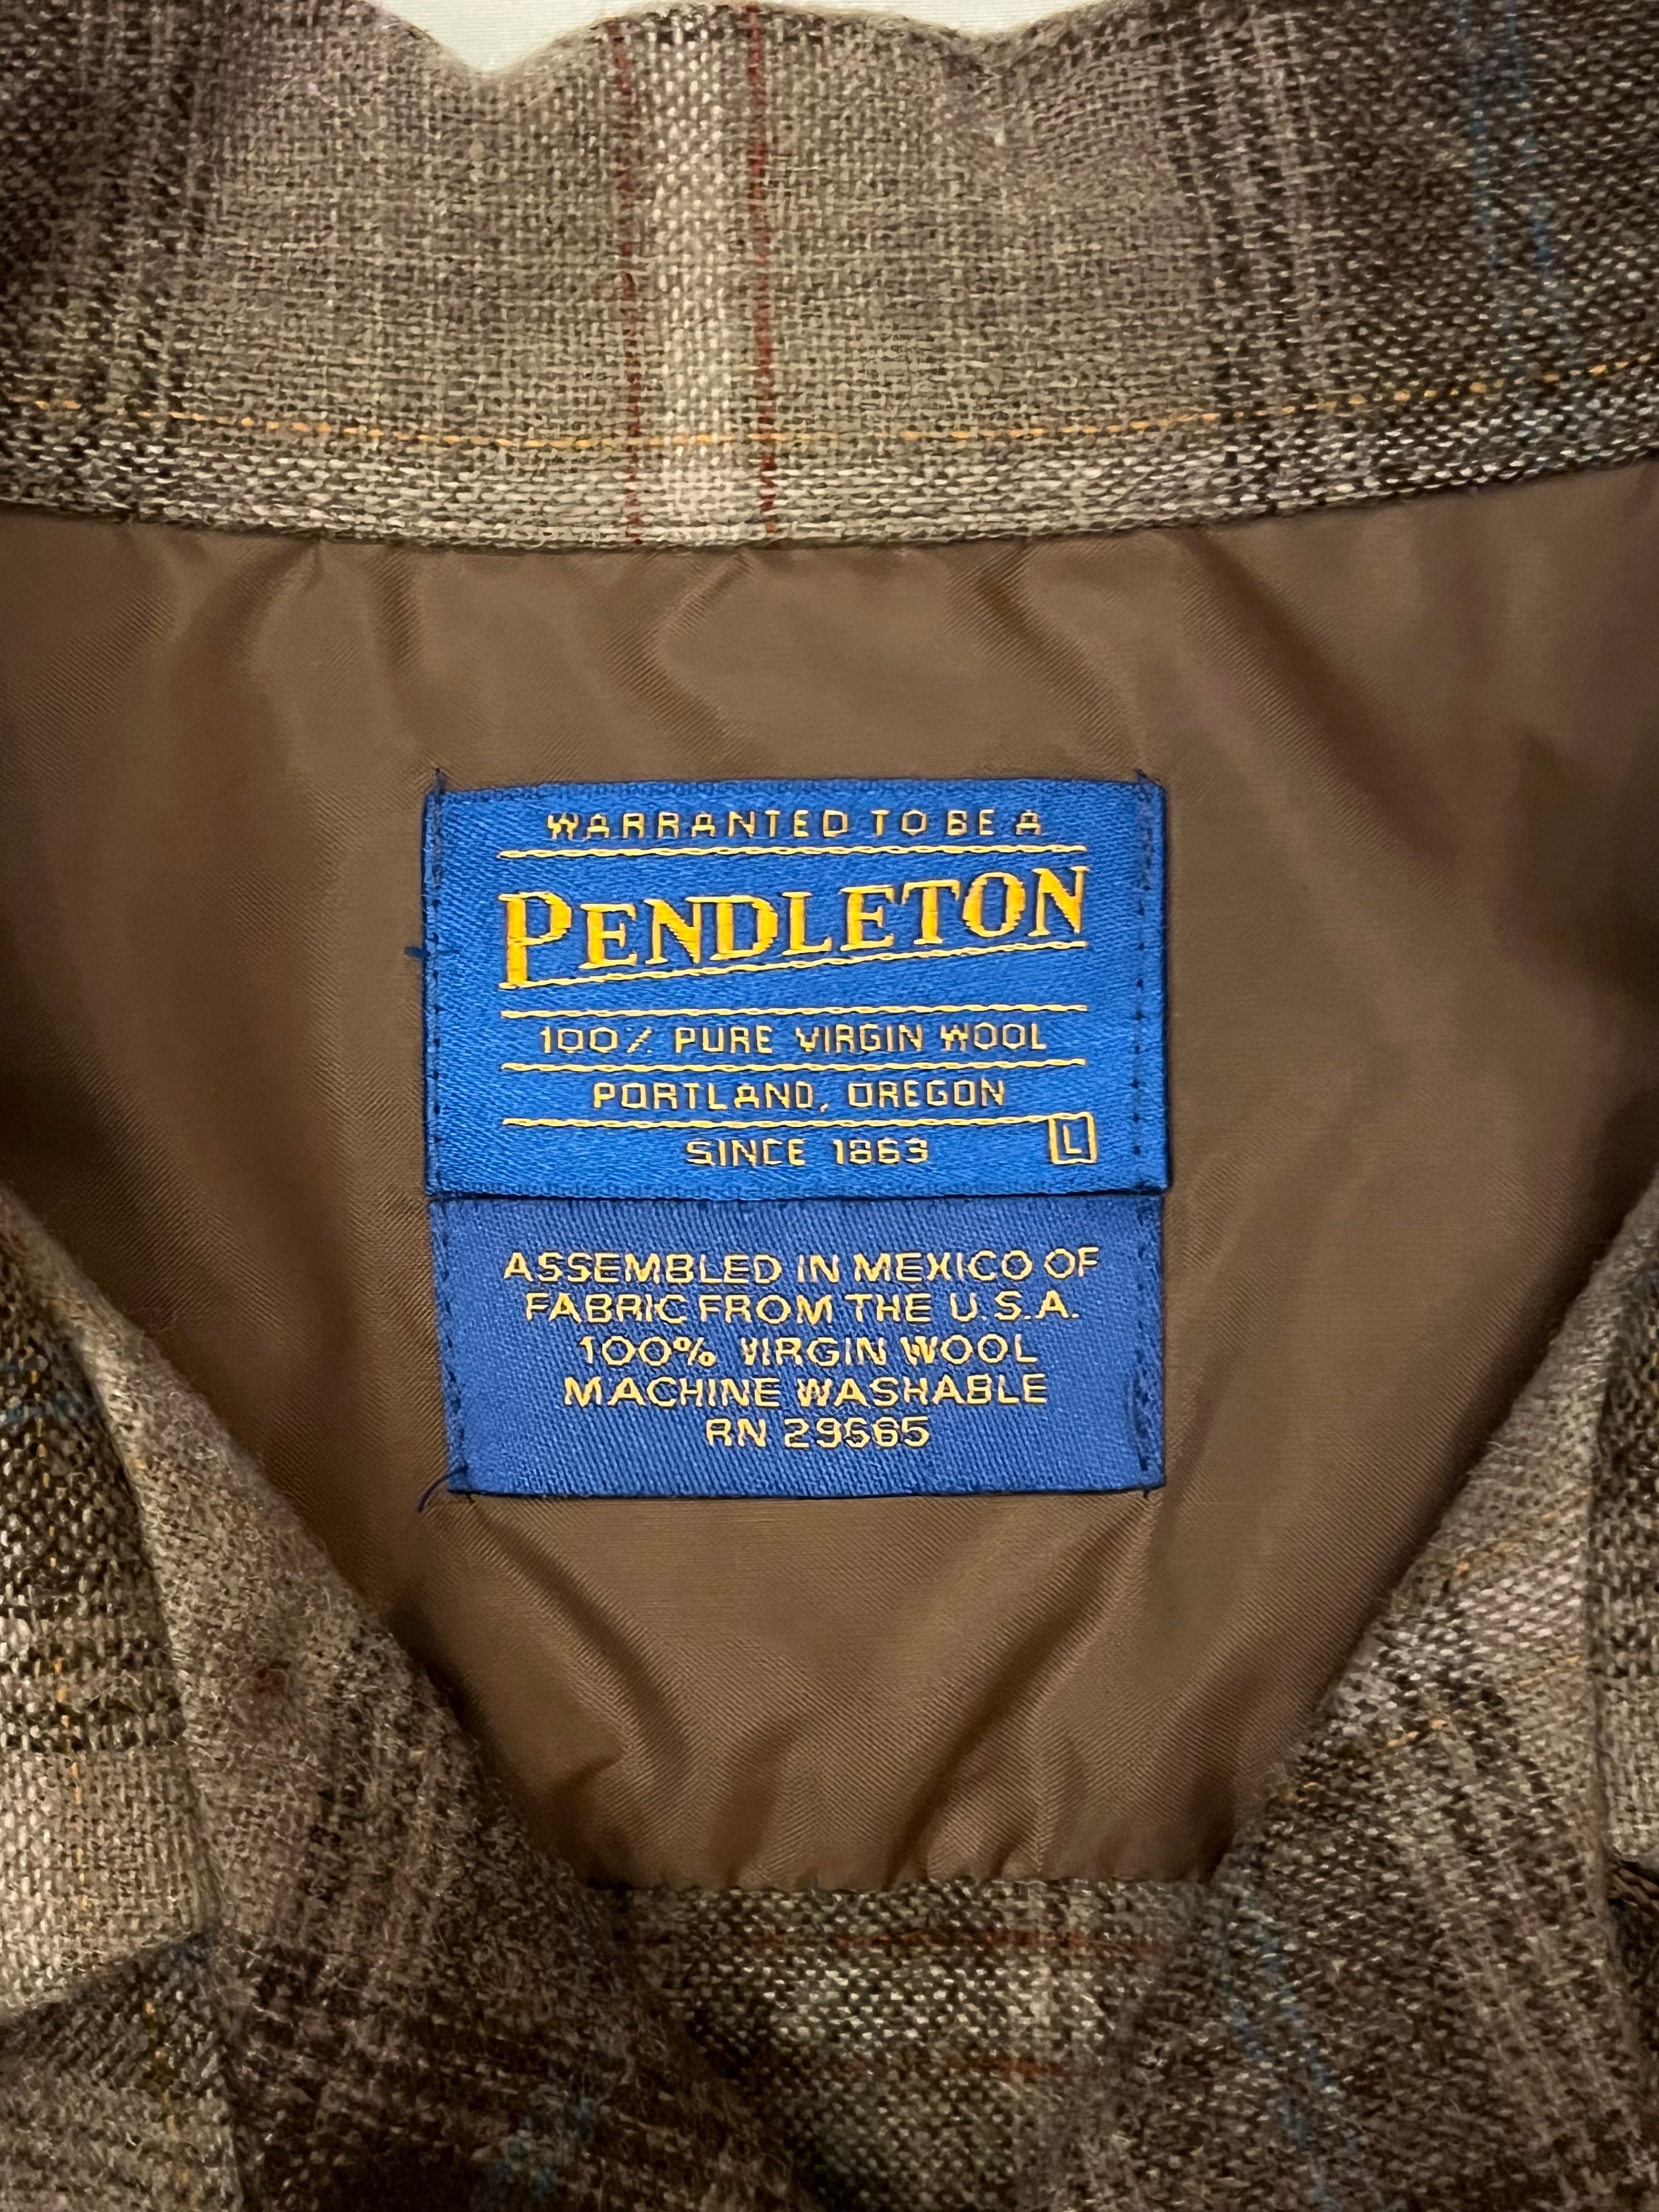 WARRANTED TO BE A
PENDLETON
100% PURE VIRGIN WOOL
PORTLAND, OREGON
SINCE 1863 L
ASSEMBLED IN MEXICO OF
FABRIC FROM THE U.S.A.
100% VIRGIN WOOL
MACHINE WASHABLE
RN 29665